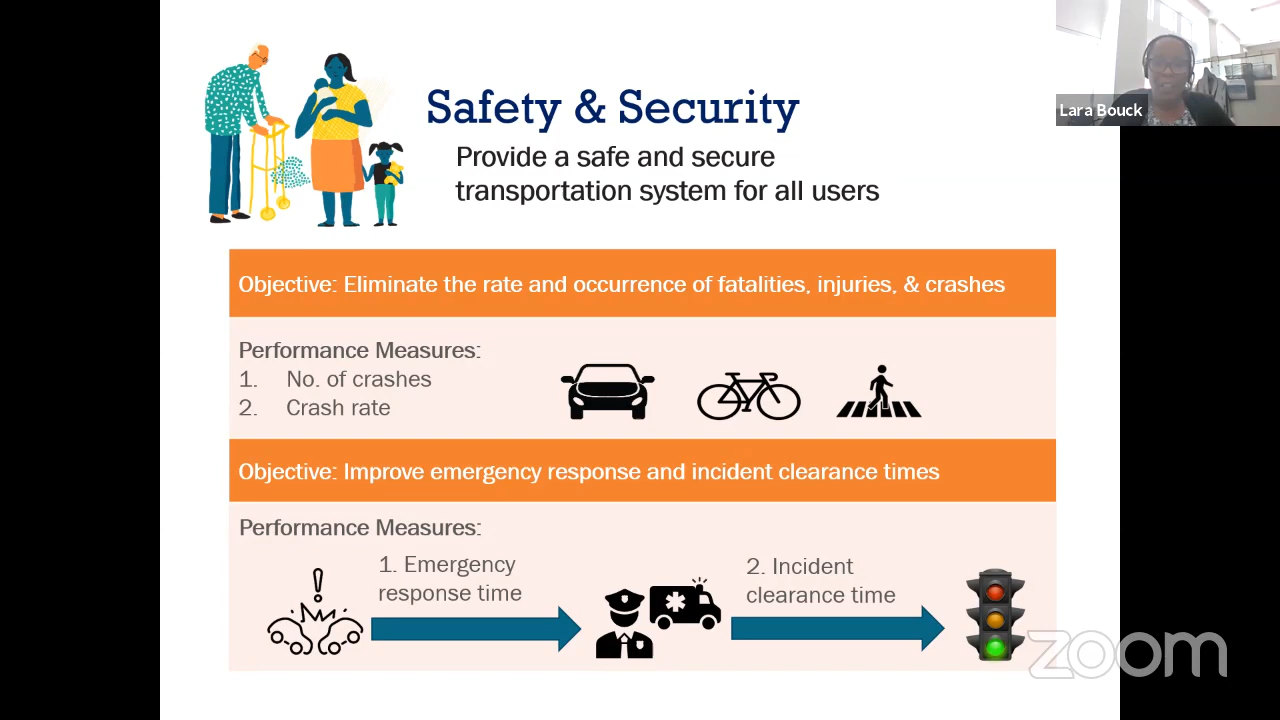 Lara Bouck
Safety & Security
Provide a safe and secure
transportation system for all users
Objective: Eliminate the rate and occurrence of fatalities, injuries, & crashes
Performance Measures:
1. No. of crashes
2. Crash rate
Objective: Improve emergency response and incident clearance times
Performance Measures:
1. Emergency
response time
2. Incident
clearance time
zoom